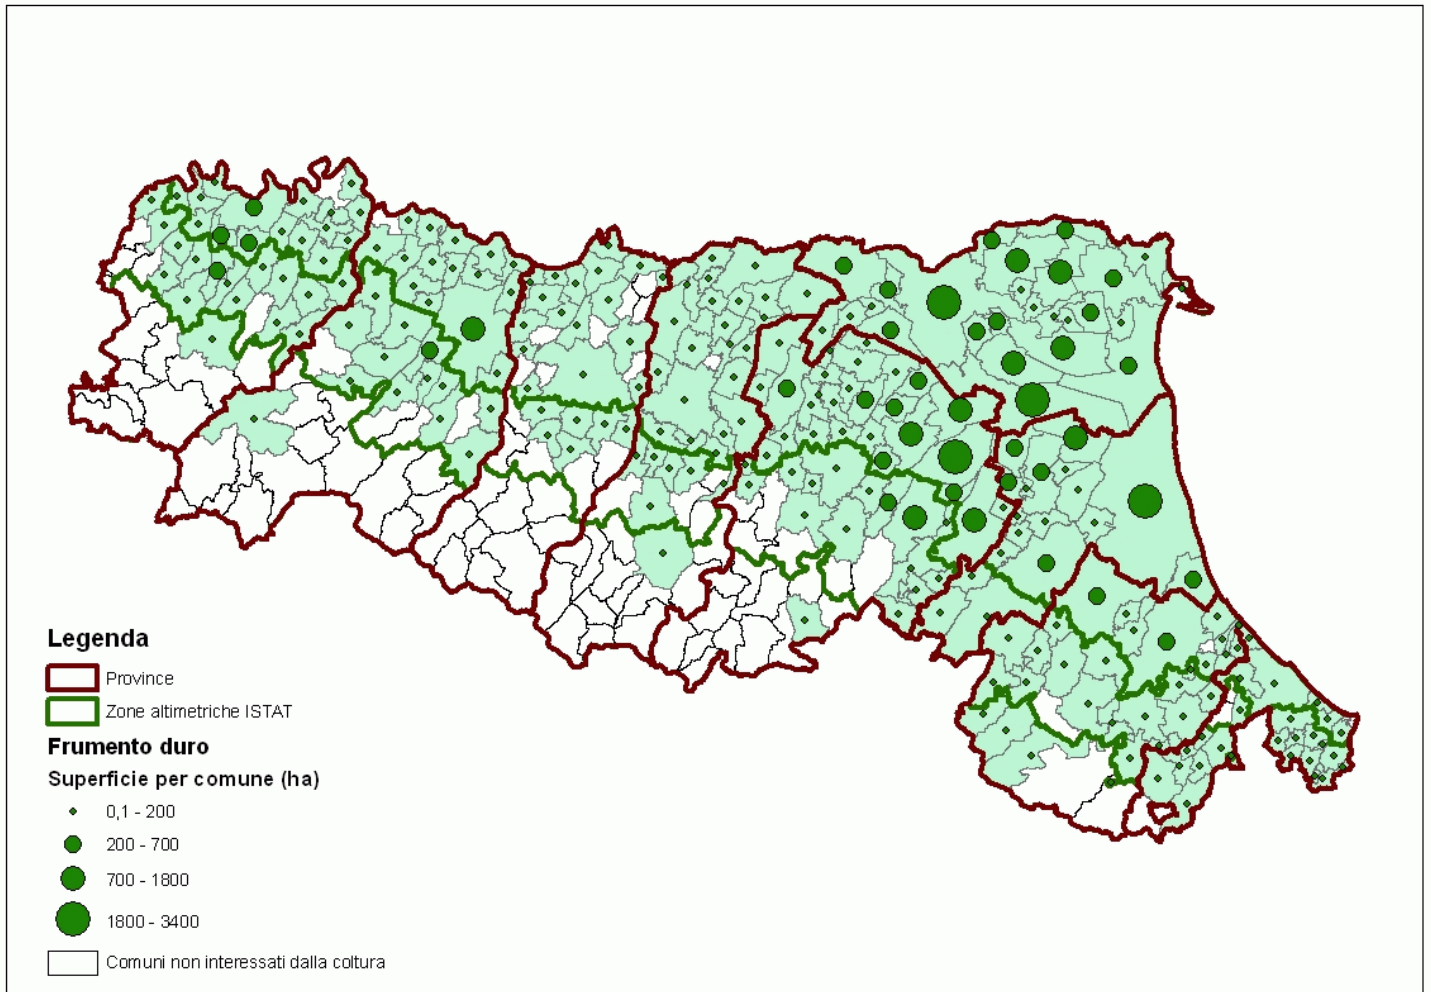 Legenda
Province
Zone altimetriche ISTAT
Frumento duro
Superficie per comune (ha)
0,1 - 200
200 - 700
700 - 1800
1800 - 3400
Comuni non interessati dalla coltura